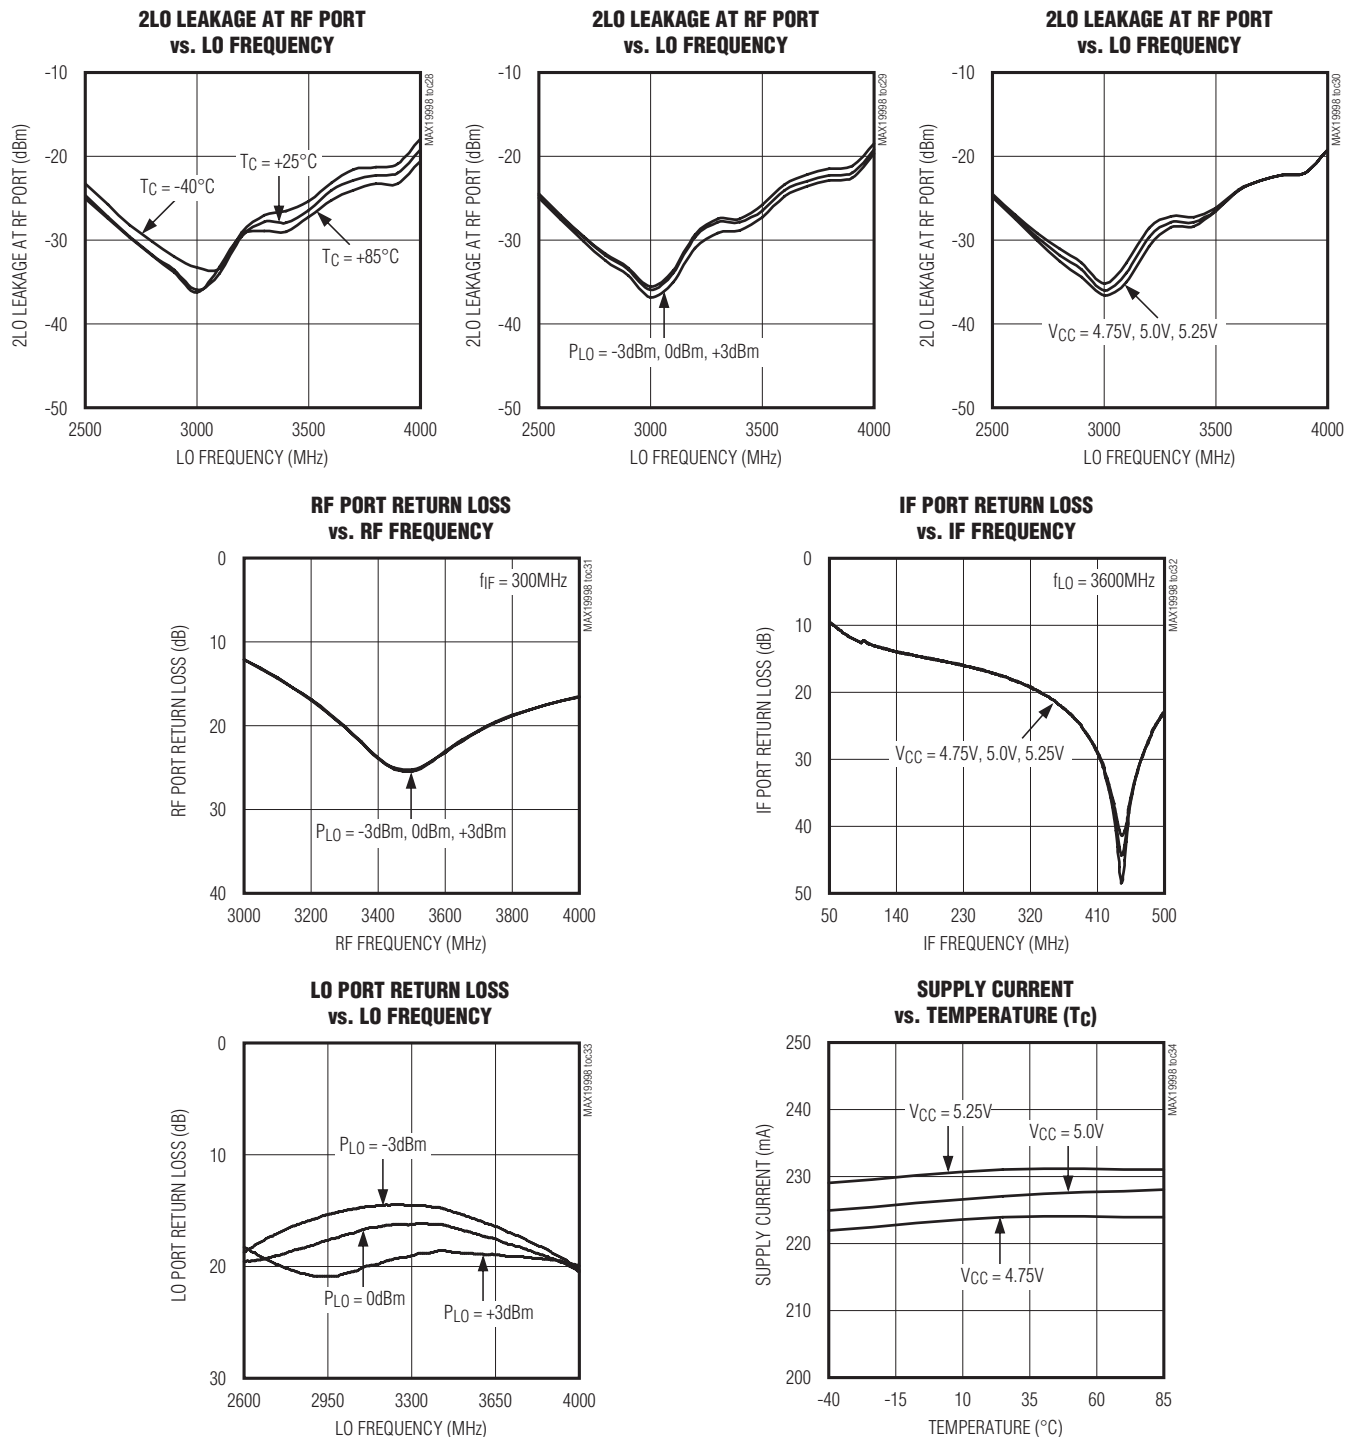 2LO LEAKAGE AT RF PORT
vs. LO FREQUENCY
MAX19998 toc28
2LO LEAKAGE AT RF PORT (dBm)
-10
-20
-30
-40
-50
TC = +25°C
TC = -40°C
TC = +85°C
2500
3000
3500
4000
LO FREQUENCY (MHz)
2LO LEAKAGE AT RF PORT
vs. LO FREQUENCY
MAX19998 toc29
2LO LEAKAGE AT RF PORT (dBm)
-10
-20
-30
-40
-50
PLO = -3dBm, 0dBm, +3dBm
2500
3000
3500
4000
LO FREQUENCY (MHz)
2LO LEAKAGE AT RF PORT
vs. LO FREQUENCY
MAX19998 toc30
2LO LEAKAGE AT RF PORT (dBm)
-10
-20
-30
-40
-50
VCC = 4.75V, 5.0V, 5.25V
2500
3000
3500
4000
LO FREQUENCY (MHz)
RF PORT RETURN LOSS
vs. RF FREQUENCY
MAX19998 toc31
RF PORT RETURN LOSS (dB)
0
10
20
30
40
fIF = 300MHz
PLO = -3dBm, 0dBm, +3dBm
3000
3200
3400
3600
3800
4000
RF FREQUENCY (MHz)
IF PORT RETURN LOSS
vs. IF FREQUENCY
MAX19998 toc32
IF PORT RETURN LOSS (dB)
0
10
20
30
40
50
fLO = 3600MHz
VCC = 4.75V, 5.0V, 5.25V
50
140
230
320
410
500
IF FREQUENCY (MHz)
LO PORT RETURN LOSS
vs. LO FREQUENCY
MAX19998 toc33
LO PORT RETURN LOSS (dB)
0
10
20
30
PLO = -3dBm
PLO = 0dBm
PLO = +3dBm
2600
2950
3300
3650
4000
LO FREQUENCY (MHz)
SUPPLY CURRENT
vs. TEMPERATURE (TC)
MAX19998 toc34
SUPPLY CURRENT (mA)
250
240
230
220
210
200
VCC = 5.25V
VCC = 5.0V
VCC = 4.75V
-40
-15
10
35
60
85
TEMPERATURE (°C)